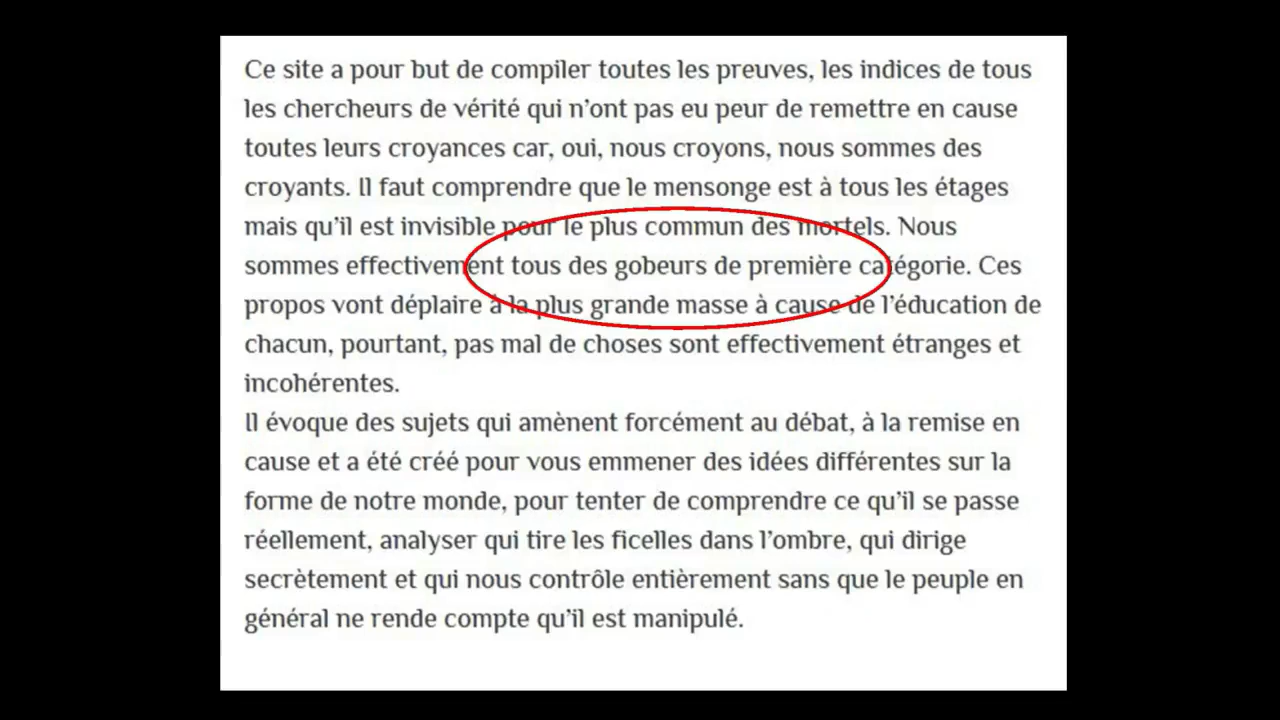 Ce site a pour but de compiler toutes les preuves, les indices de tous
les chercheurs de vérité qui n'ont pas eu peur de remettre en cause
toutes leurs croyances car, oui, nous croyons, nous sommes des
croyants. Il faut comprendre que le mensonge est à tous les étages
mais qu'il est invisible pour le plus commun des mortels. Nous
sommes effectivement tous des gobeurs de première catégorie. Ces
propos vont déplaire à la plus grande masse à cause de l'éducation de
chacun, pourtant, pas mal de choses sont effectivement étranges et
incohérentes.
Il évoque des sujets qui amènent forcément au débat, à la remise en
cause et a été créé pour vous emmener des idées différentes sur la
forme de notre monde, pour tenter de comprendre ce qu'il se passe
réellement, analyser qui tire les ficelles dans l'ombre, qui dirige
secrètement et qui nous contrôle entièrement sans que le peuple en
général ne rende compte qu'il est manipulé.